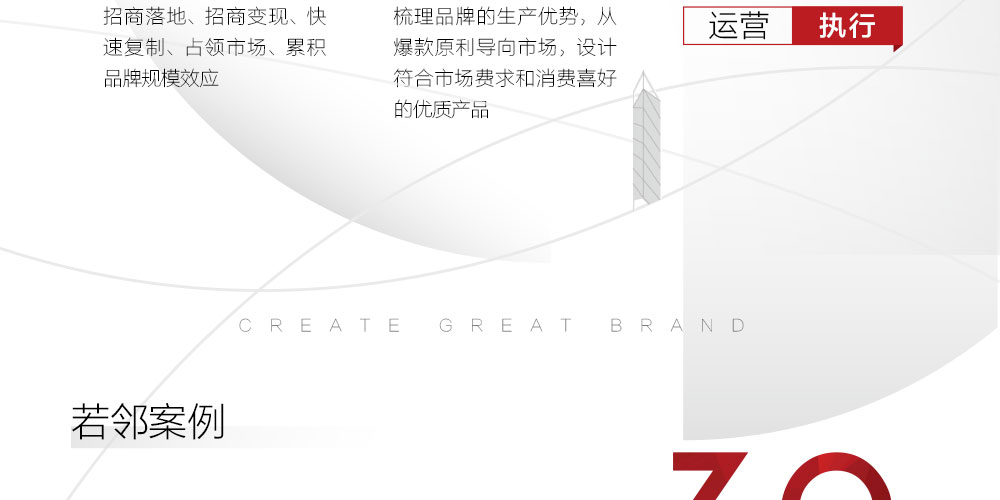 招商落地、招商变现、快
速复制、占领市场、累积
品牌规模效应
梳理品牌的生产优势，从
爆款原利导向市场，设计
符合市场费求和消费喜好
的优质产品
运营 执行
CREATE GREAT BRAND
若邻案例